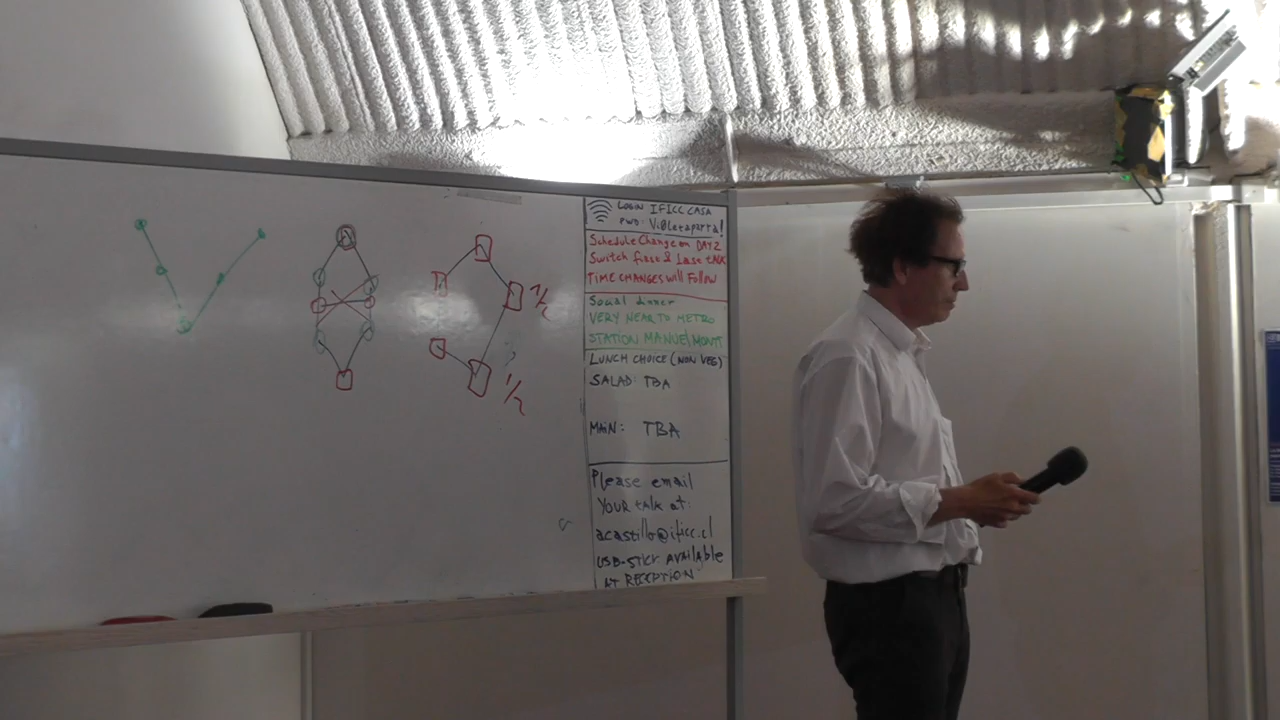 LOGIN IFICC CASA
PWD: Vi0letaparra!
Schedule Change on DAY 2
Switch first & Last talk
TIME CHANGES will Follow
Social dinner
VERY NEAR TO METRO
STATION MANUEL MONTT
LUNCH CHOICE (NON VEG)
SALAD: TBA
MAIN: TBA
Please email
YOUR talk at:
acastillo@ificc.cl
USB-STICK AVAILABLE
AT RECEPTION
1/2
1/2